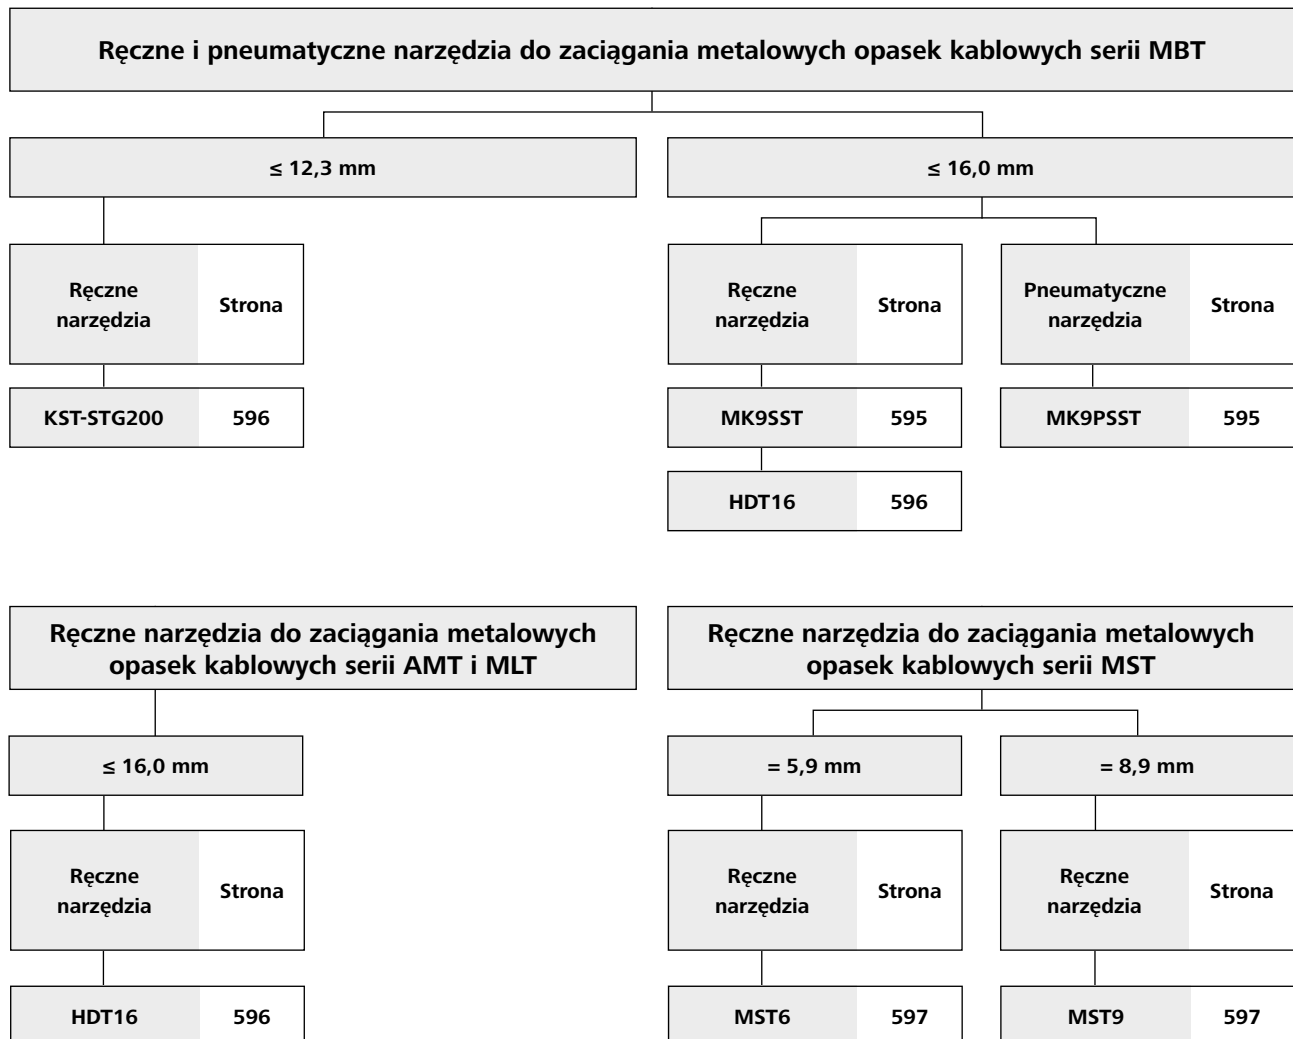 Ręczne i pneumatyczne narzędzia do zaciągania metalowych opasek kablowych serii MBT
≤ 12,3 mm
≤ 16,0 mm
Ręczne
narzędzia
Strona
Ręczne
narzędzia
Strona
Pneumatyczne
narzędzia
Strona
KST-STG200
596
MK9SST
595
MK9PSST
595
HDT16
596
Ręczne narzędzia do zaciągania metalowych
opasek kablowych serii AMT i MLT
Ręczne narzędzia do zaciągania metalowych
opasek kablowych serii MST
≤ 16,0 mm
= 5,9 mm
= 8,9 mm
Ręczne
narzędzia
Strona
Ręczne
narzędzia
Strona
Ręczne
narzędzia
Strona
HDT16
596
MST6
597
MST9
597